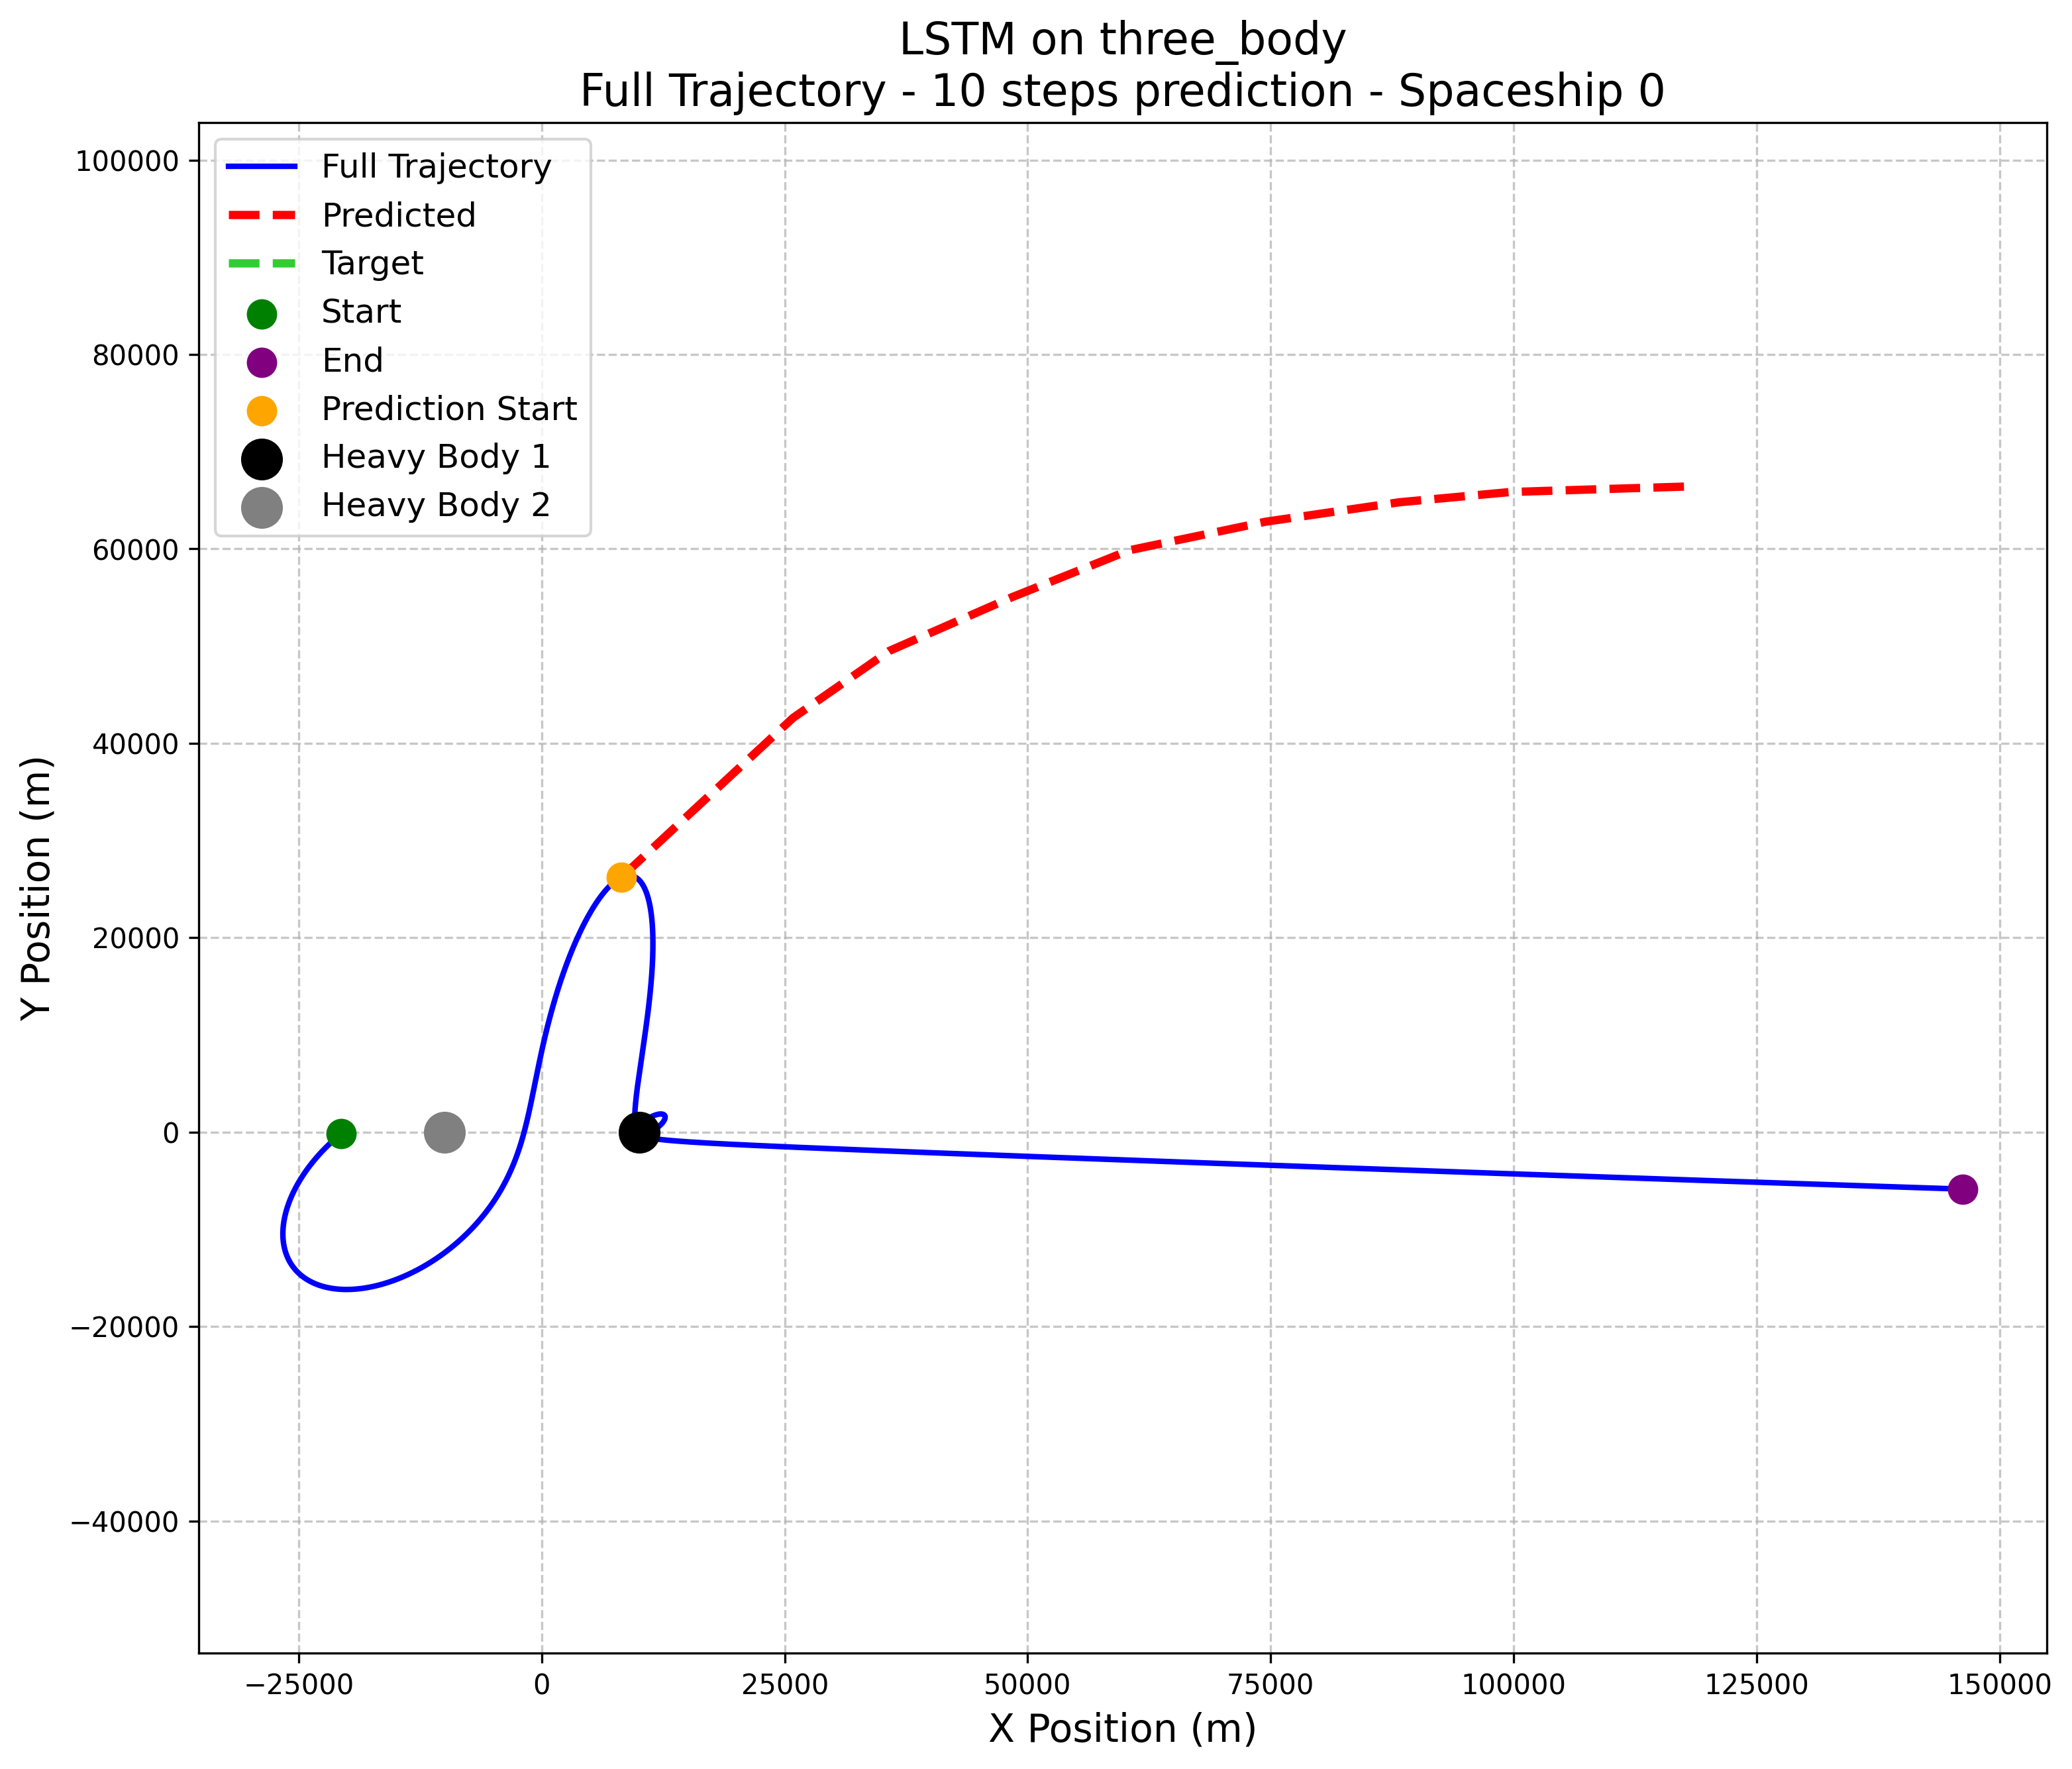 LSTM on three_body
Full Trajectory - 10 steps prediction - Spaceship 0
Full Trajectory
Predicted
Target
Start
End
Prediction Start
Heavy Body 1
Heavy Body 2
Y Position (m)
100000
80000
60000
40000
20000
0
−20000
−40000
−25000
0
25000
50000
75000
100000
125000
150000
X Position (m)